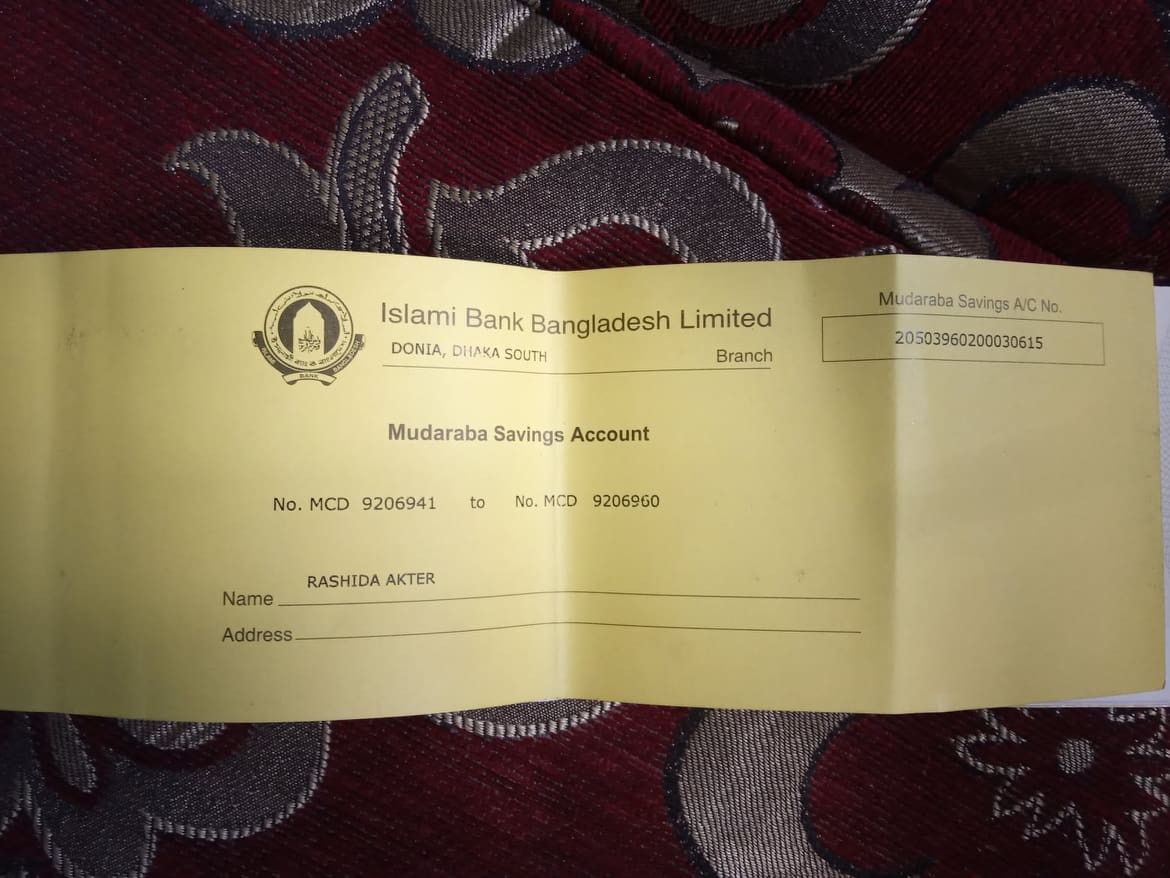 Islami Bank Bangladesh Limited
DONIA, DHAKA SOUTH Branch
Mudaraba Savings A/C No.
20503960200030615
BANK
Mudaraba Savings Account
No. MCD 9206941 to No. MCD 9206960
Name RASHIDA AKTER
Address